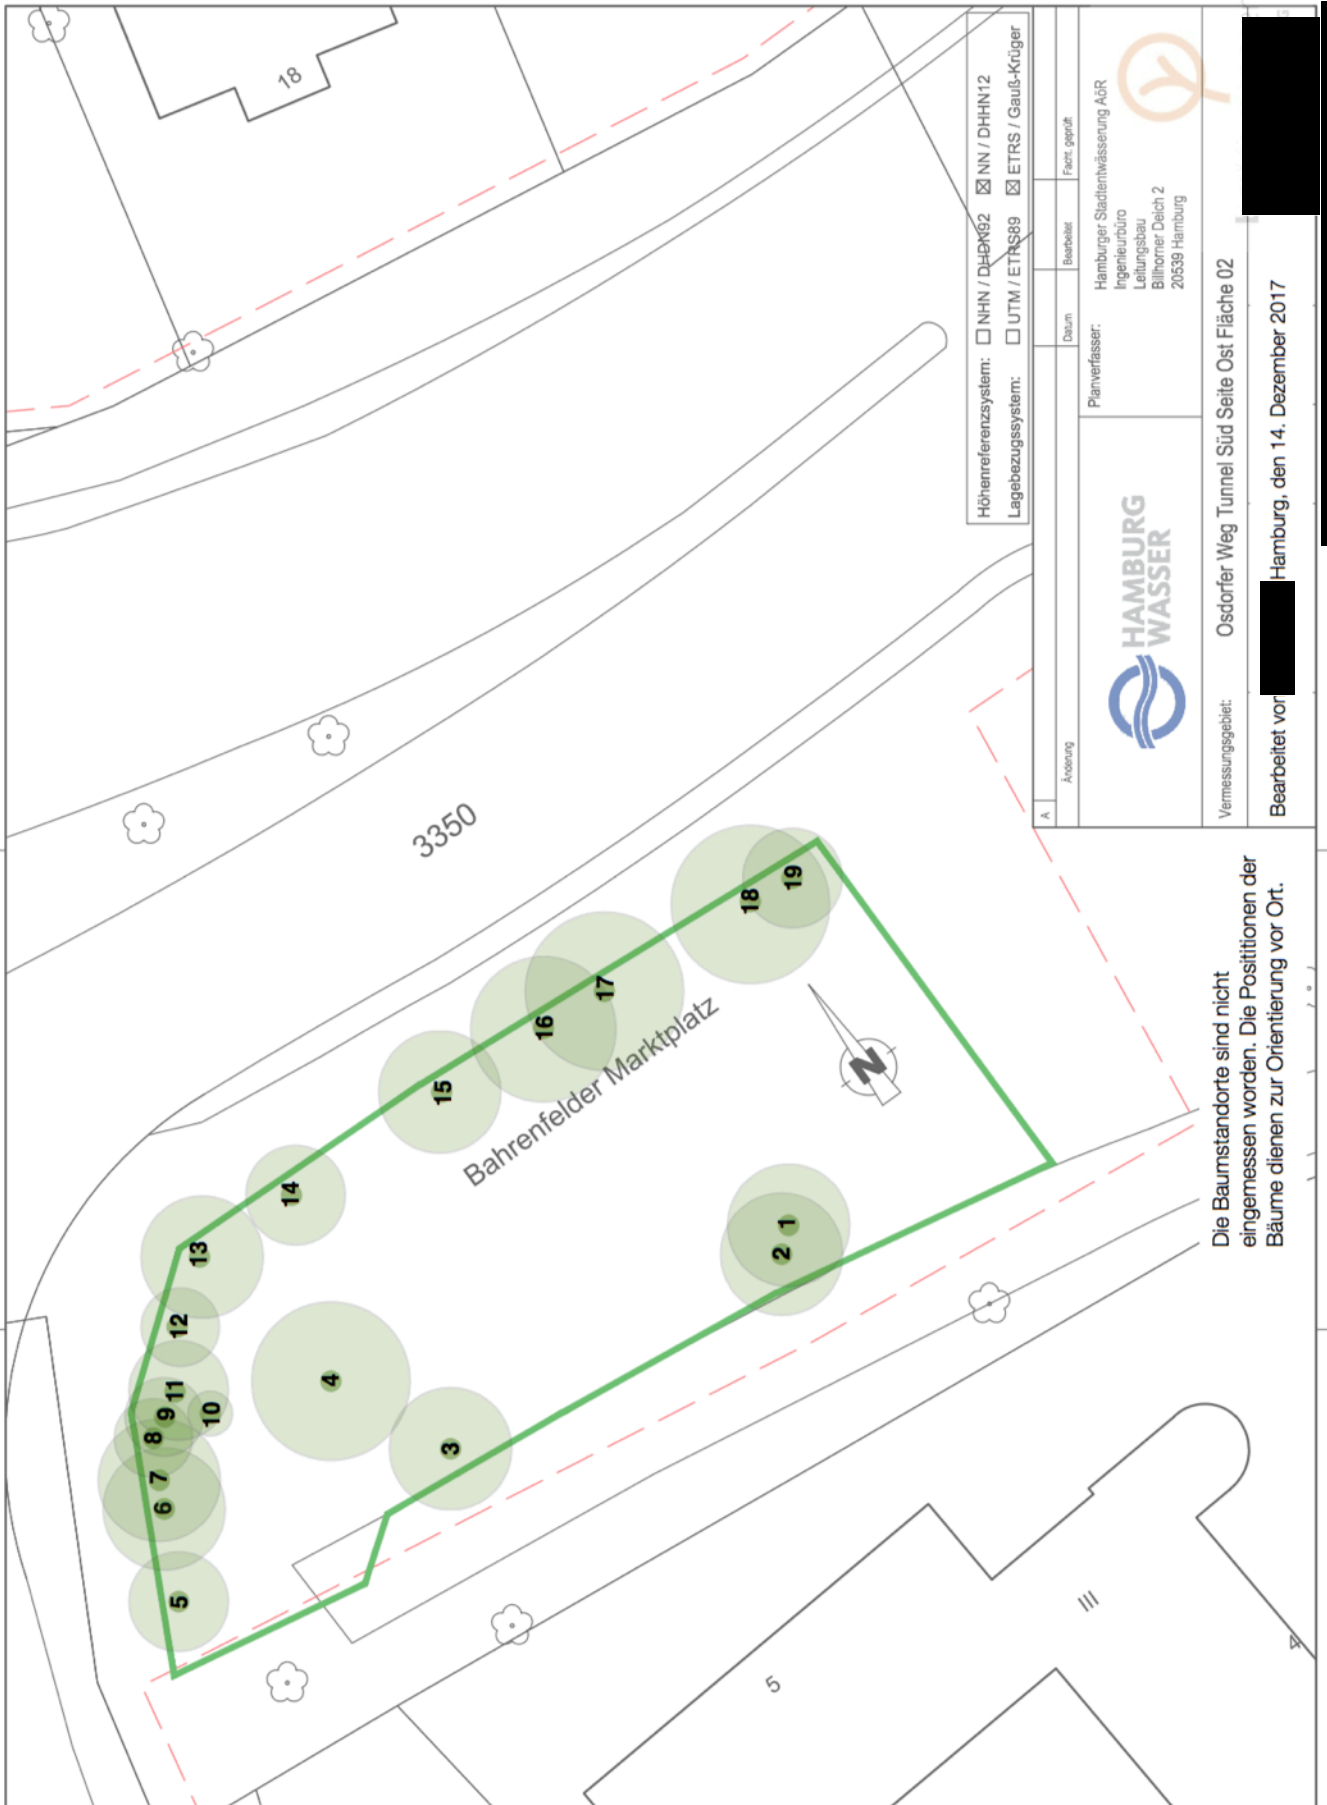 18
3350
Bahrenfelder Marktplatz
N
1
2
3
4
5
6
7
8
9
10
11
12
13
14
15
16
17
18
19
5
III
4
Höhenreferenzsystem: NHN / DHDN92 NN / DHHN12
Lagebezugssystem: UTM / ETRS89 ETRS / Gauß-Krüger
A
Änderung Datum Bearbeitet Facht. geprüft
HAMBURG
WASSER
Planverfasser:
Hamburger Stadtentwässerung AöR
Ingenieurbüro
Leitungsbau
Billhorner Deich 2
20539 Hamburg
Vermessungsgebiet: Osdorfer Weg Tunnel Süd Seite Ost Fläche 02
Bearbeitet von Hamburg, den 14. Dezember 2017
Die Baumstandorte sind nicht
eingemessen worden. Die Positionen der
Bäume dienen zur Orientierung vor Ort.